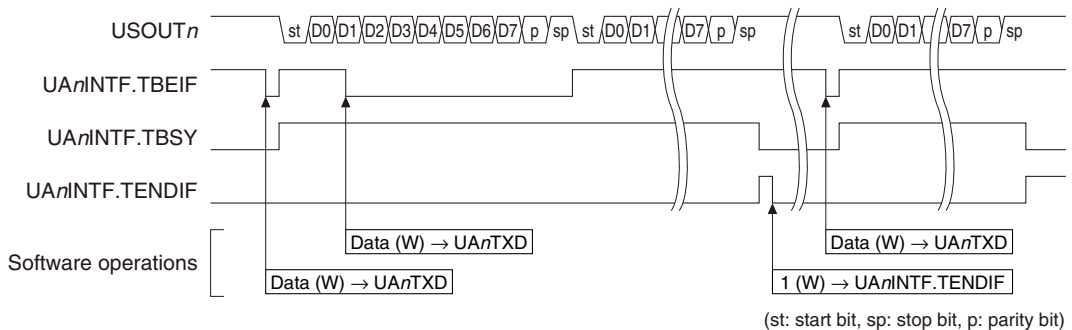 USOUTn
st D0 D1 D2 D3 D4 D5 D6 D7 p sp st D0 D1 D7 p sp st D0 D1 D7 p sp
UAnINTF.TBEIF
UAnINTF.TBSY
UAnINTF.TENDIF
Software operations
Data (W) → UAnTXD
Data (W) → UAnTXD
Data (W) → UAnTXD
1 (W) → UAnINTF.TENDIF
(st: start bit, sp: stop bit, p: parity bit)